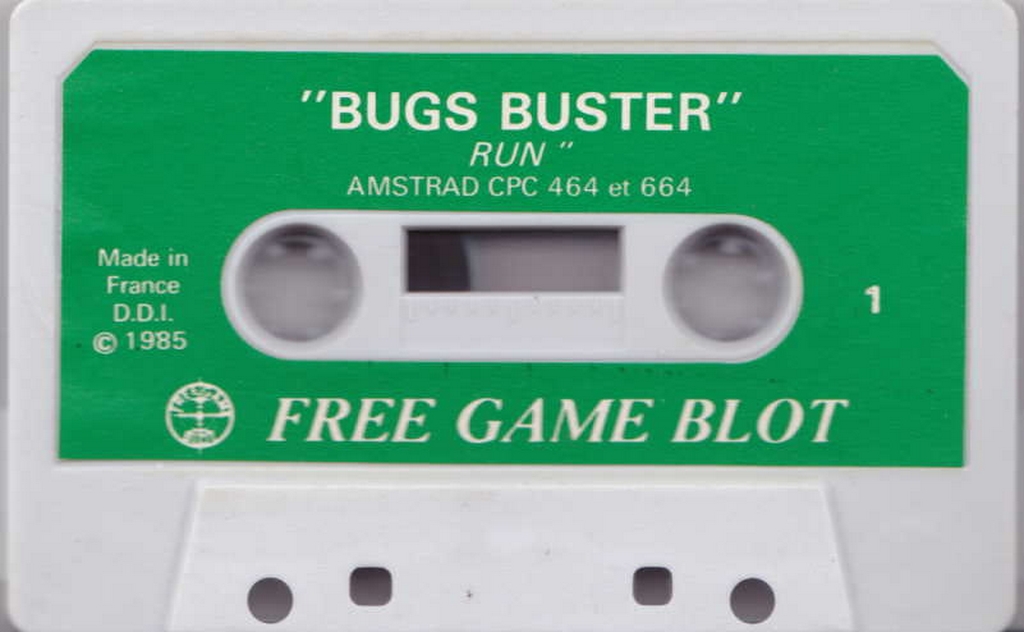 "BUGS BUSTER"
RUN "
AMSTRAD CPC 464 et 664
Made in
France
D.D.I.
© 1985
1
FREE GAME BLOT